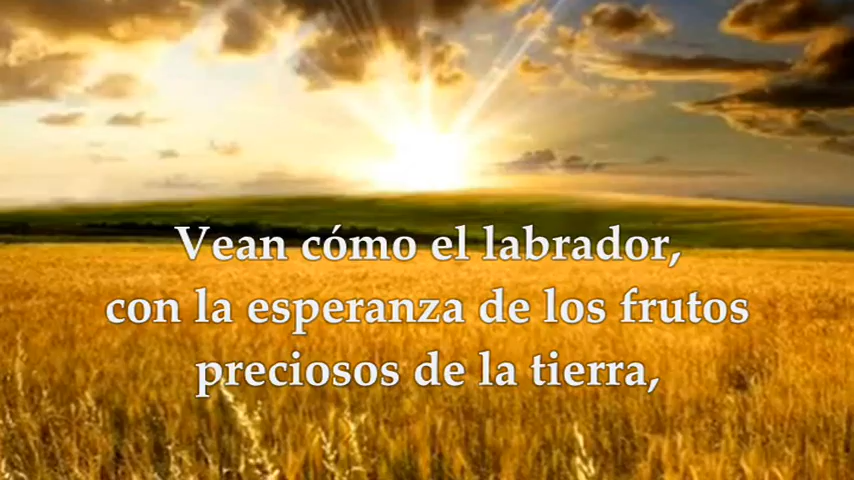 Vean cómo el labrador,
con la esperanza de los frutos
preciosos de la tierra,